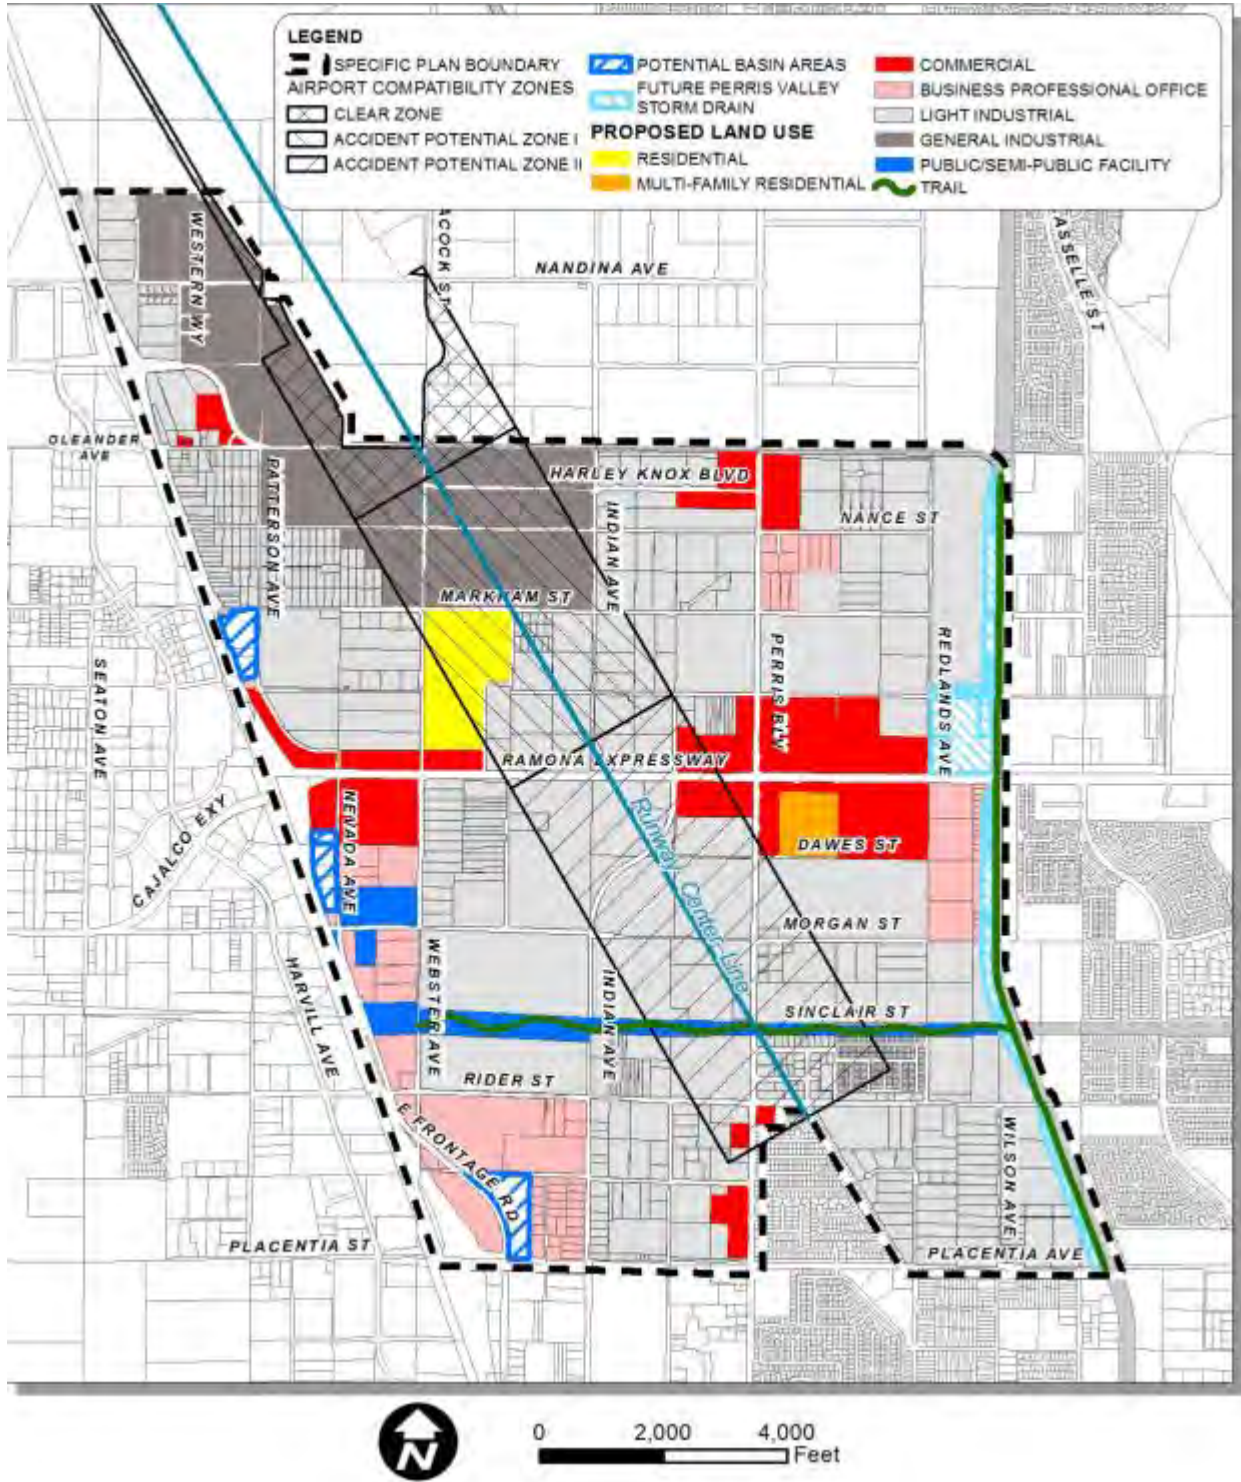 LEGEND
SPECIFIC PLAN BOUNDARY
AIRPORT COMPATIBILITY ZONES
CLEAR ZONE
ACCIDENT POTENTIAL ZONE I
ACCIDENT POTENTIAL ZONE II
POTENTIAL BASIN AREAS
FUTURE PERRIS VALLEY
STORM DRAIN
PROPOSED LAND USE
RESIDENTIAL
MULTI-FAMILY RESIDENTIAL
COMMERCIAL
BUSINESS PROFESSIONAL OFFICE
LIGHT INDUSTRIAL
GENERAL INDUSTRIAL
PUBLIC/SEMI-PUBLIC FACILITY
TRAIL
WESTERN WY
ACOCK ST
NANDINA AVE
ASSELLE ST
OLEANDER
AVE
PATTERSON AVE
HARLEY KNOX BLVD
INDIAN AVE
NANCE ST
MARKHAM ST
SEATON AVE
PERRIS BLV
REDLANDS AVE
RAMONA EXPRESSWAY
CAJALCO EXY
NEVADA AVE
Runway Center Line
DAWES ST
MORGAN ST
HARVILL AVE
WEBSTER AVE
INDIAN AVE
SINCLAIR ST
RIDER ST
E FRONTAGE RD
WILSON AVE
PLACENTIA ST
PLACENTIA AVE
N
0 2,000 4,000
Feet